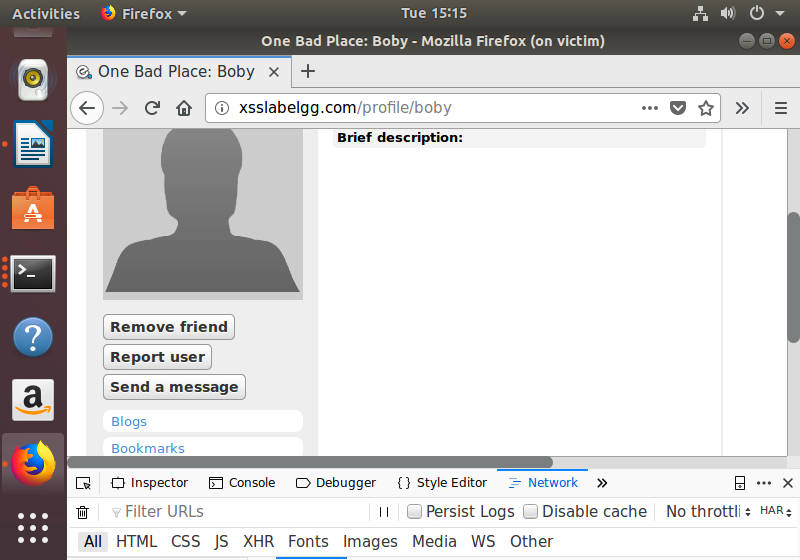 Activities Firefox Tue 15:15
One Bad Place: Boby - Mozilla Firefox (on victim)
One Bad Place: Boby
xsslabelgg.com/profile/boby
Brief description:
Remove friend
Report user
Send a message
Blogs
Bookmarks
Inspector Console Debugger Style Editor Network
Filter URLs Persist Logs Disable cache No throttli HAR
All HTML CSS JS XHR Fonts Images Media WS Other